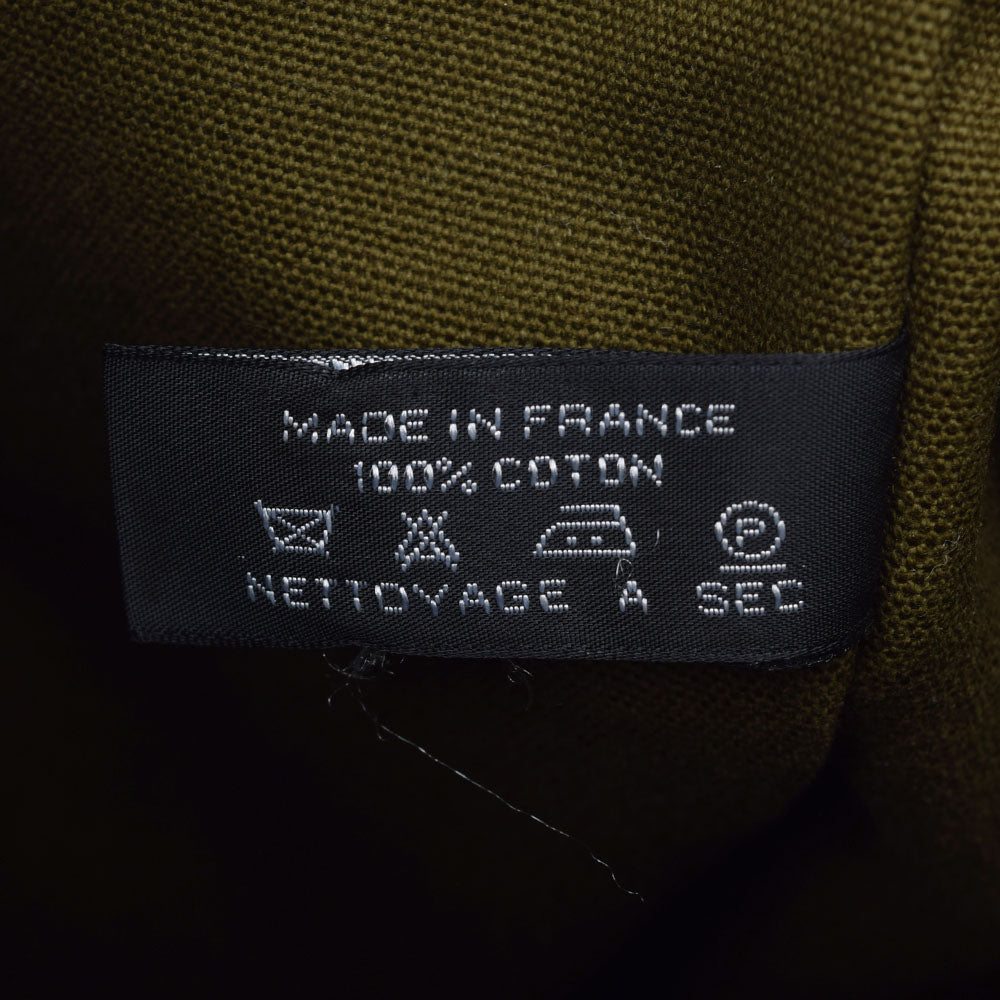 MADE IN FRANCE
100% COTON
P
NETTOYAGE A SEC